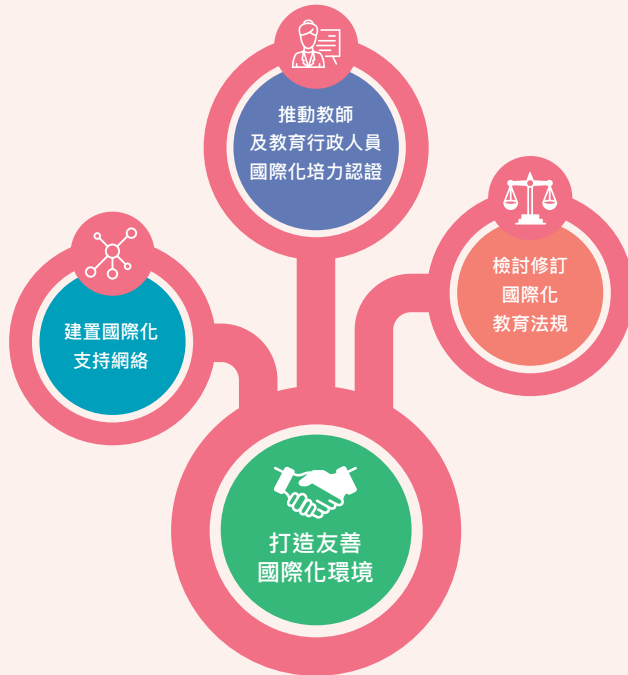 推動教師
及教育行政人員
國際化培力認證
檢討修訂
國際化
教育法規
建置國際化
支持網絡
打造友善
國際化環境